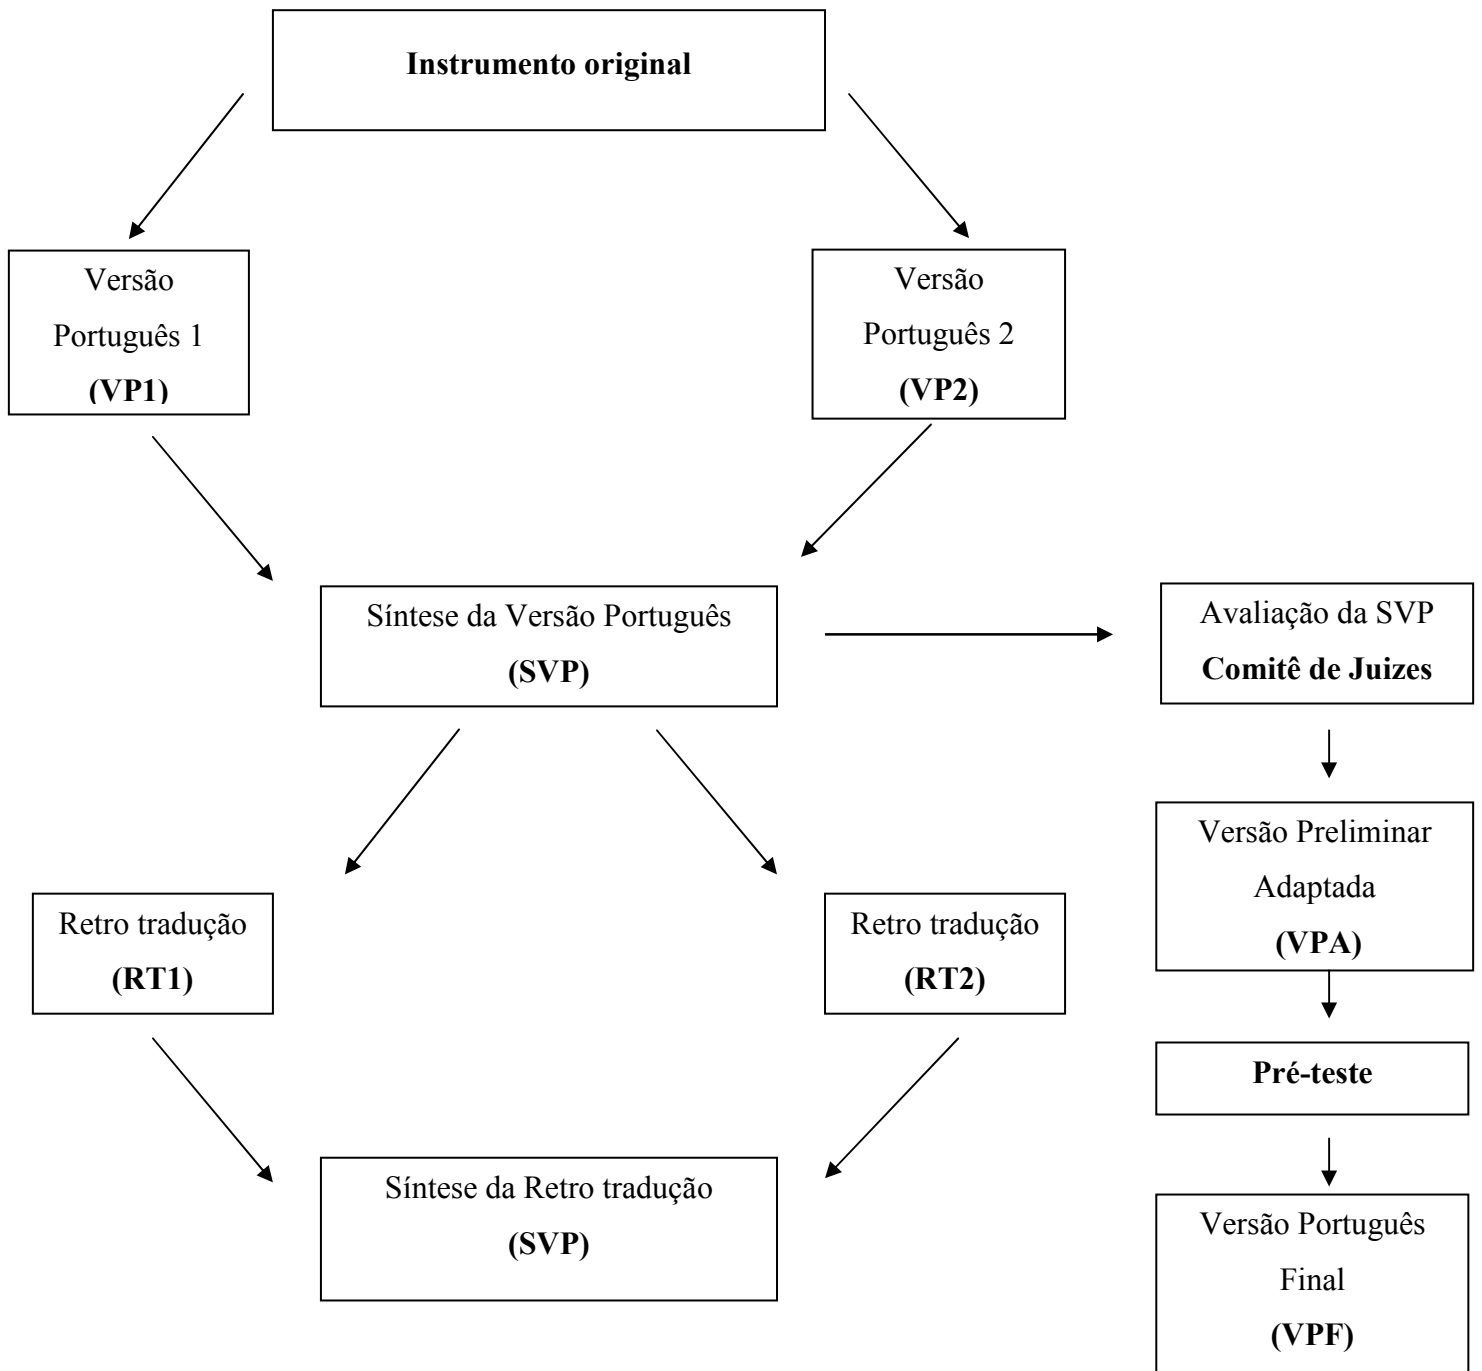 Instrumento original
Versão
Português 1
(VP1)
Versão
Português 2
(VP2)
Síntese da Versão Português
(SVP)
Avaliação da SVP
Comitê de Juizes
Versão Preliminar
Adaptada
(VPA)
Retro tradução
(RT1)
Retro tradução
(RT2)
Pré-teste
Síntese da Retro tradução
(SVP)
Versão Português
Final
(VPF)